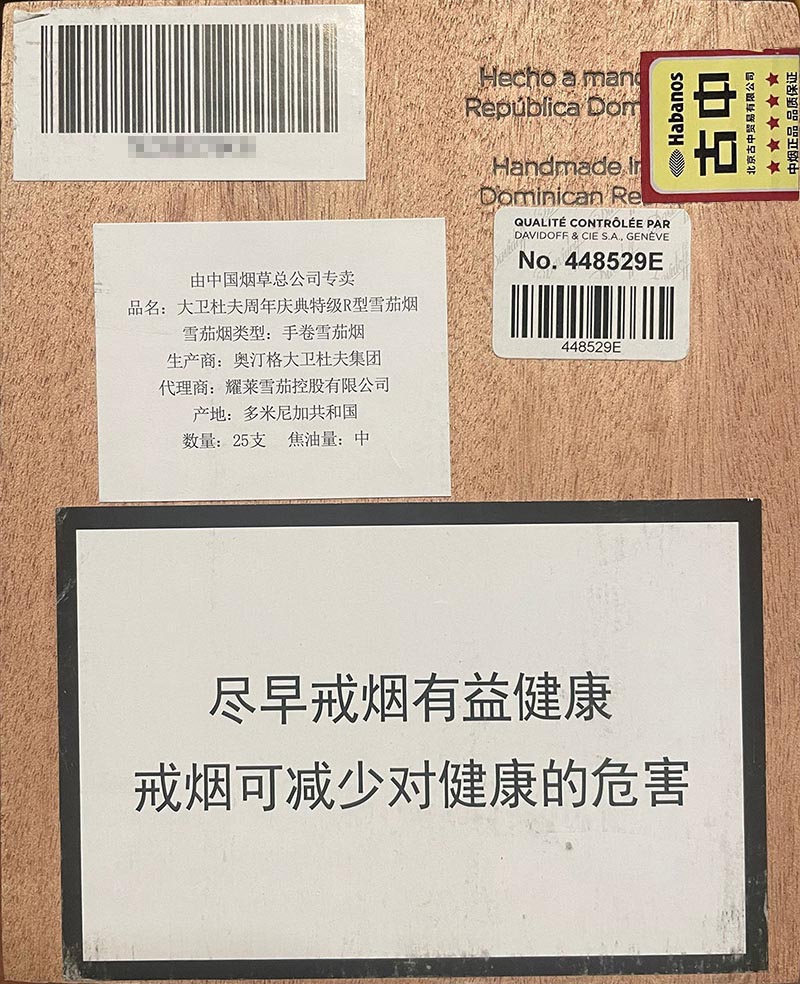 Hecho a mano
República Dom
Handmade in
Dominican Re
Habanos
古中
北京古中贸易有限公司
★★★★★
中烟正品 品质保证
QUALITÉ CONTRÔLÉE PAR
DAVIDOFF & CIE S.A., GENÈVE
No. 448529E
448529E
由中国烟草总公司专卖
品名：大卫杜夫周年庆典特级R型雪茄烟
雪茄烟类型：手卷雪茄烟
生产商：奥汀格大卫杜夫集团
代理商：耀莱雪茄控股有限公司
产地：多米尼加共和国
数量：25支 焦油量：中
尽早戒烟有益健康
戒烟可减少对健康的危害